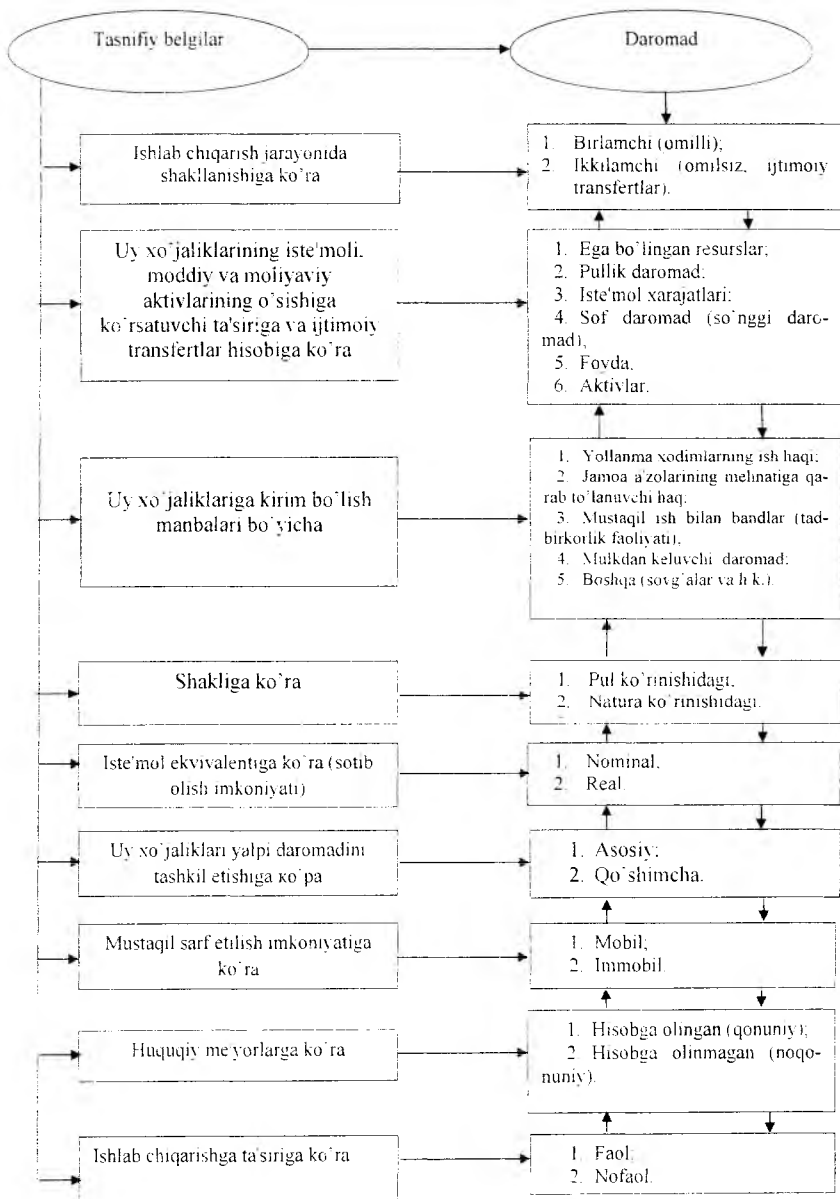 Tasnifiy belgilar
Daromad
Ishlab chiqarish jarayonida
shakllanishiga ko`ra
1. Birlamchi (omilli);
2. Ikkilamchi (omilsiz, ijtimoiy
transfertlar).
Uy xo`jaliklarining iste'moli,
moddiy va moliyaviy
aktivlarining o`sishiga
ko`rsatuvchi ta'siriga va ijtimoiy
transfertlar hisobiga ko`ra
1. Ega bo`lingan resurslar;
2. Pullik daromad;
3. Iste'mol xarajatlari;
4. Sof daromad (so`nggi daro-
mad),
5. Foyda.
6. Aktivlar.
Uy xo`jaliklariga kirim bo`lish
manbalari bo`yicha
1. Yollanma xodimlarning ish haqi;
2. Jamoa a'zolarining mehnatiga qa-
rab to`lanuvchi haq;
3. Mustaqil ish bilan bandlar (tad-
birkorlik faoliyati),
4. Mulkdan keluvchi daromad;
5. Boshqa (sovg`alar va h k.).
Shakliga ko`ra
1. Pul ko`rinishidagi,
2. Natura ko`rinishidagi.
Iste'mol ekvivalentiga ko`ra (sotib
olish imkoniyati)
1. Nominal,
2. Real.
Uy xo`jaliklari yalpi daromadini
tashkil etishiga ko`pa
1. Asosiy;
2. Qo`shimcha.
Mustaqil sarf etilish imkoniyatiga
ko`ra
1. Mobil;
2. Immobil.
Huquqiy me'yorlarga ko`ra
1. Hisobga olingan (qonuniy);
2. Hisobga olinmagan (noqo-
nuniy).
Ishlab chiqarishga ta'siriga ko`ra
1. Faol;
2. Nofaol.